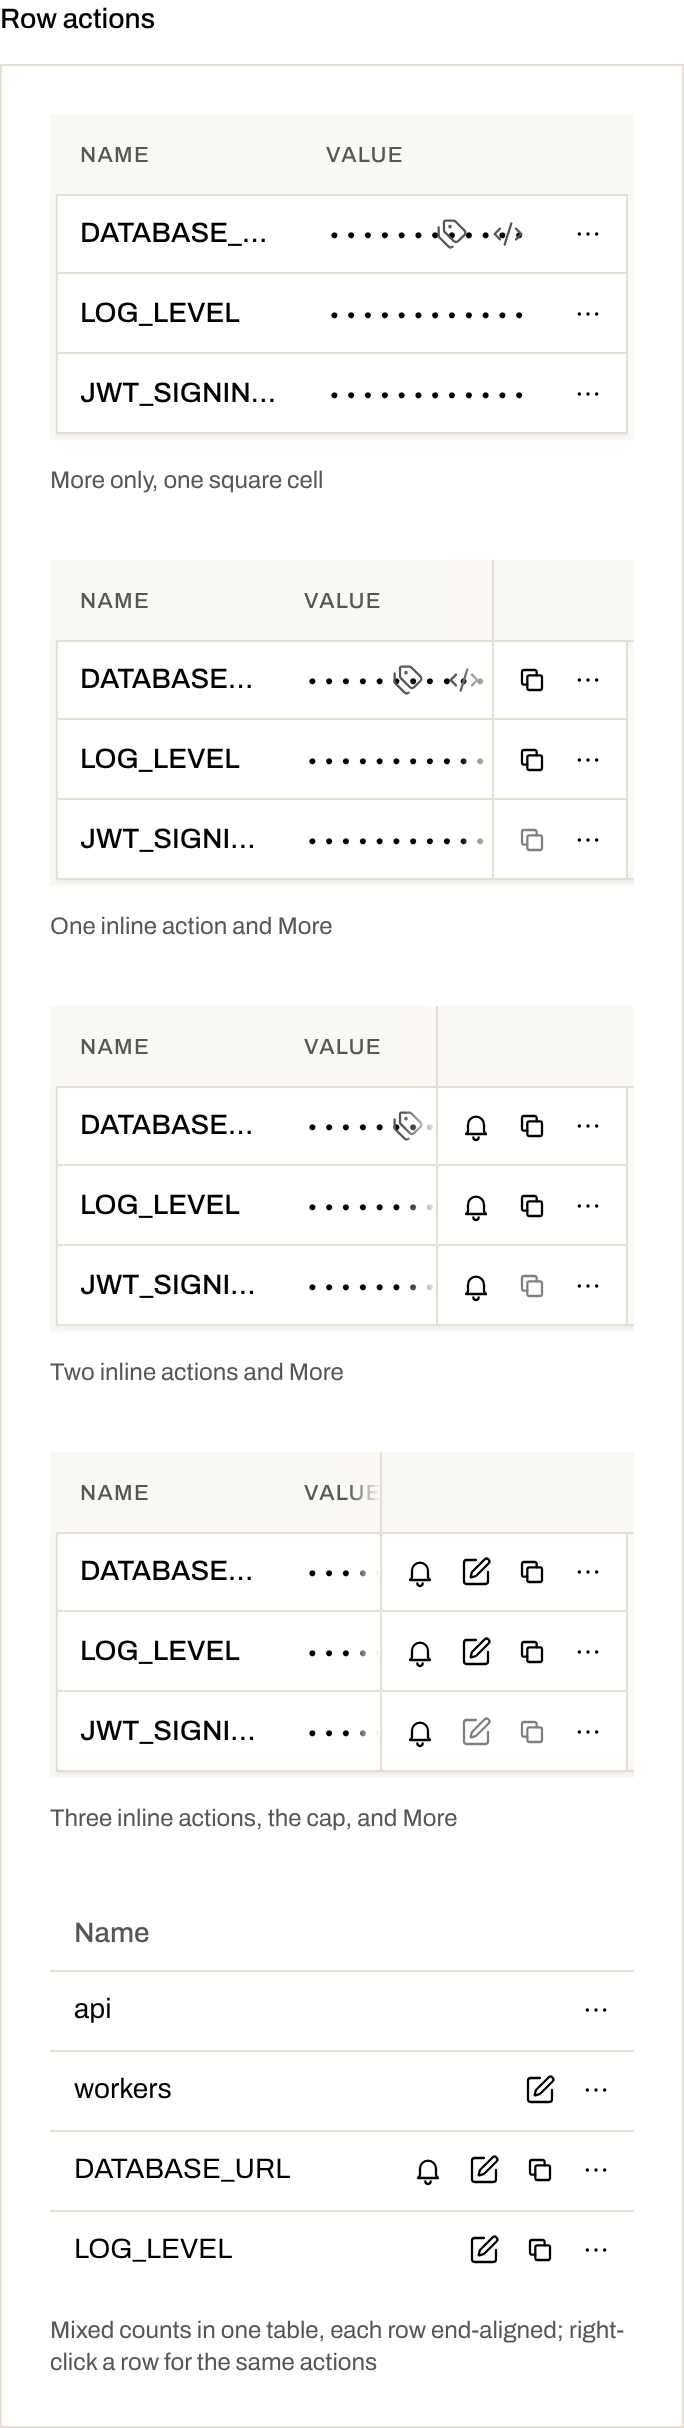 Row actions
NAME VALUE
DATABASE_...
LOG_LEVEL
JWT_SIGNIN...
More only, one square cell
NAME VALUE
DATABASE...
LOG_LEVEL
JWT_SIGNI...
One inline action and More
NAME VALUE
DATABASE...
LOG_LEVEL
JWT_SIGNI...
Two inline actions and More
NAME VALUE
DATABASE...
LOG_LEVEL
JWT_SIGNI...
Three inline actions, the cap, and More
Name
api
workers
DATABASE_URL
LOG_LEVEL
Mixed counts in one table, each row end-aligned; right-
click a row for the same actions